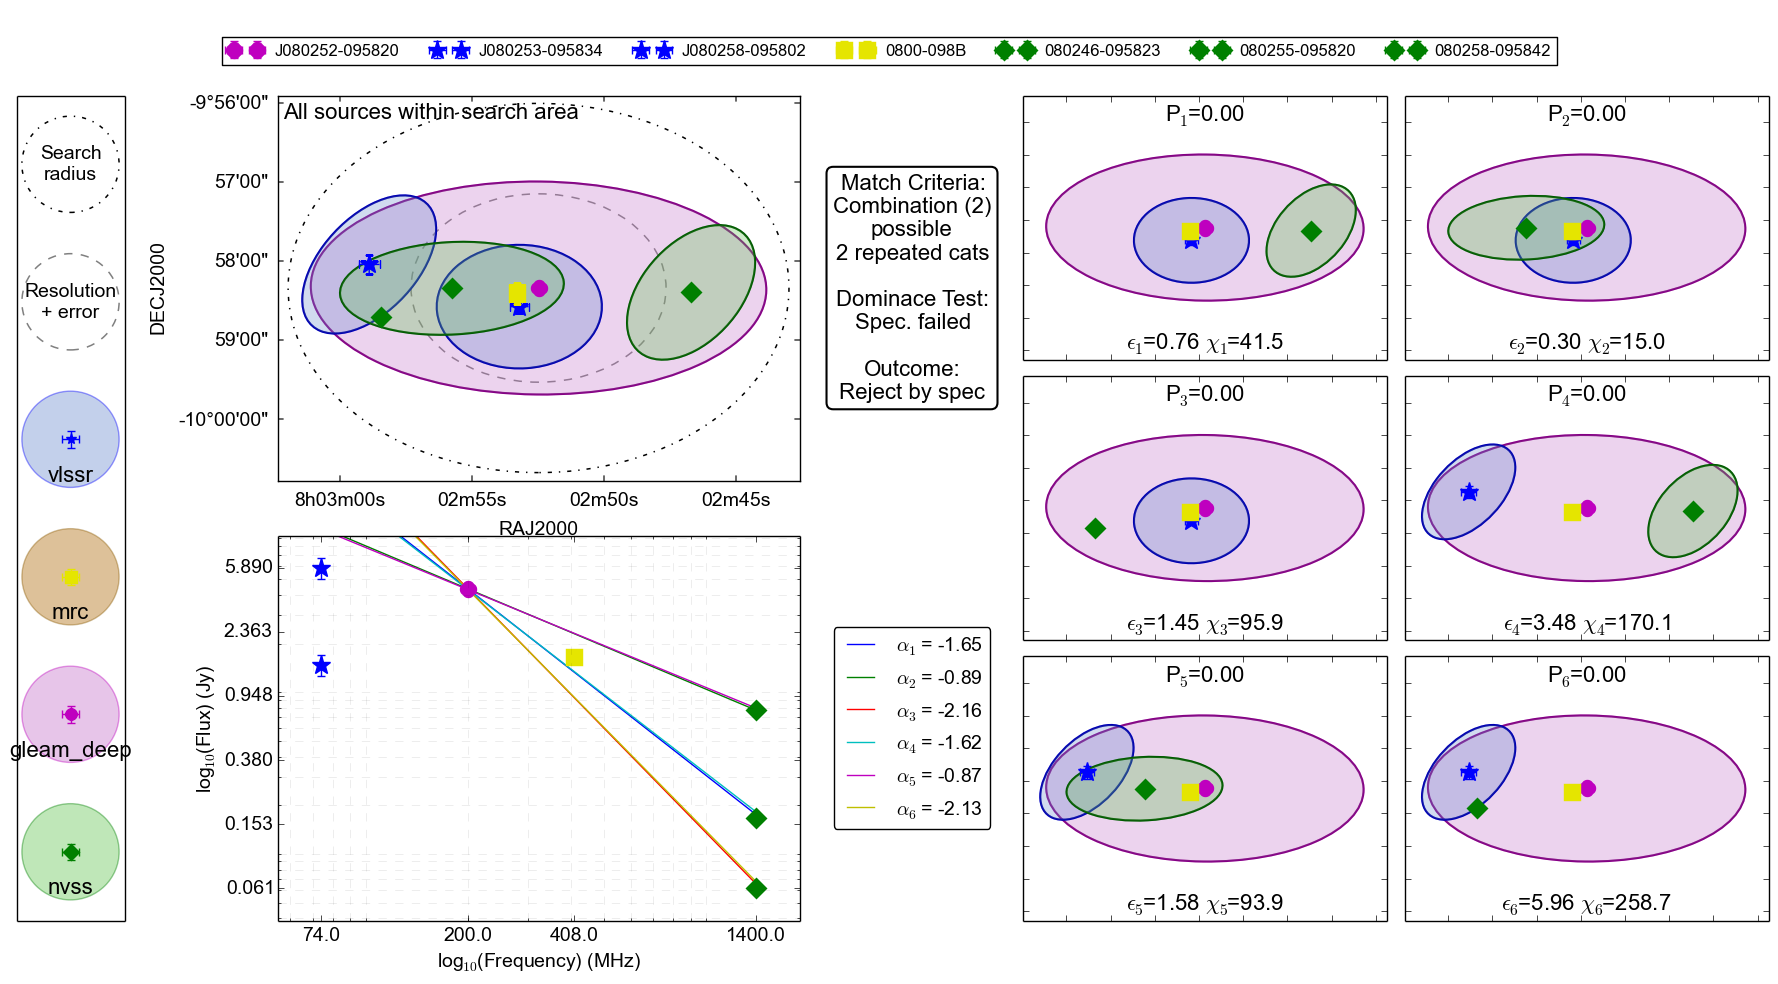 J080252-095820 J080253-095834 J080258-095802 0800-098B 080246-095823 080255-095820 080258-095842
Search
radius
Resolution
+ error
vlssr
mrc
gleam_deep
nvss
All sources within search area
DECJ2000
-9°56'00"
57'00"
58'00"
59'00"
-10°00'00"
8h03m00s 02m55s 02m50s 02m45s
RAJ2000
log10(Flux) (Jy)
5.890
2.363
0.948
0.380
0.153
0.061
74.0 200.0 408.0 1400.0
log10(Frequency) (MHz)
Match Criteria:
Combination (2)
possible
2 repeated cats
Dominace Test:
Spec. failed
Outcome:
Reject by spec
α1 = -1.65
α2 = -0.89
α3 = -2.16
α4 = -1.62
α5 = -0.87
α6 = -2.13
P1=0.00
ϵ1=0.76 χ1=41.5
P2=0.00
ϵ2=0.30 χ2=15.0
P3=0.00
ϵ3=1.45 χ3=95.9
P4=0.00
ϵ4=3.48 χ4=170.1
P5=0.00
ϵ5=1.58 χ5=93.9
P6=0.00
ϵ6=5.96 χ6=258.7